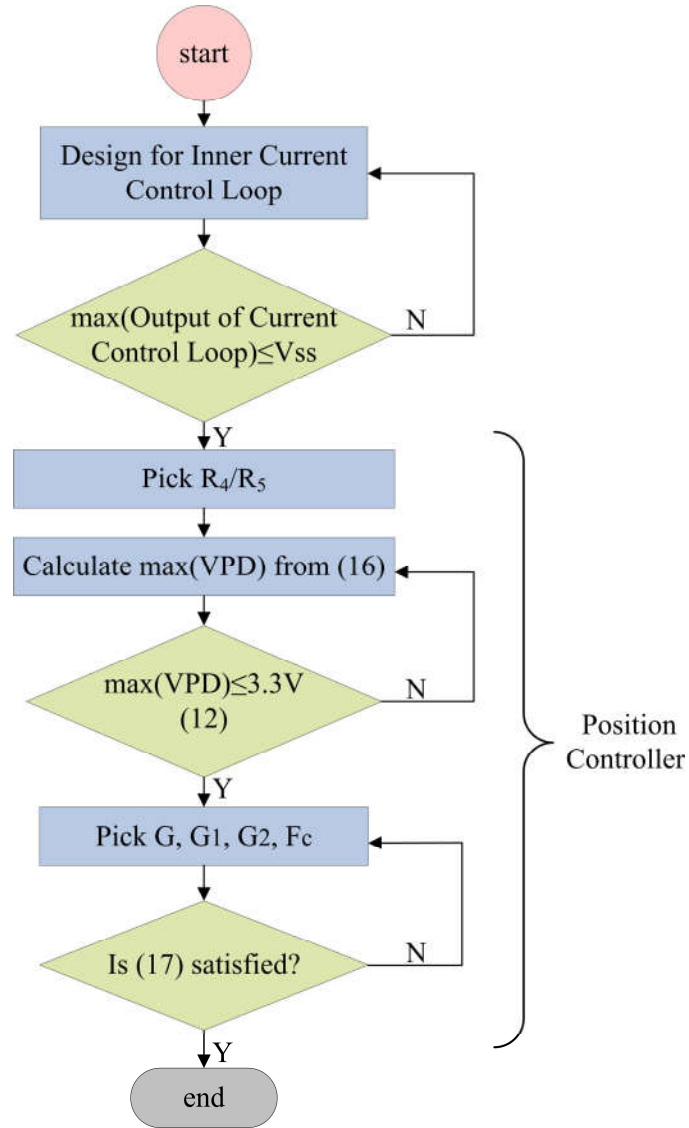 start
Design for Inner Current
Control Loop
max(Output of Current
Control Loop)≤Vss
N
Y
Pick R₄/R₅
Calculate max(VPD) from (16)
max(VPD)≤3.3V
(12)
N
Y
Position
Controller
Pick G, G1, G2, Fc
Is (17) satisfied?
N
Y
end